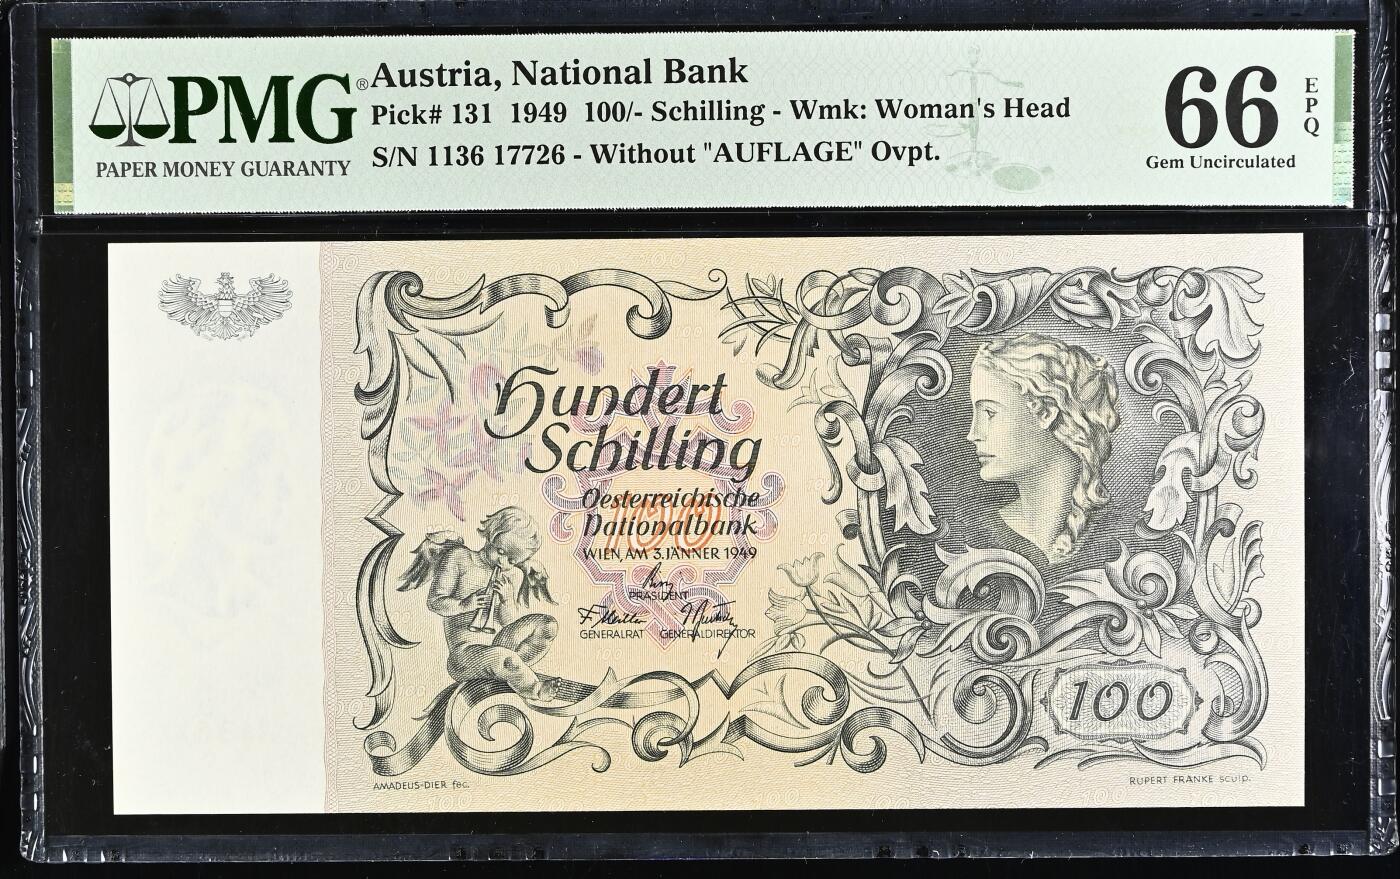 PMG®
PAPER MONEY GUARANTY
Austria, National Bank
Pick# 131 1949 100/- Schilling - Wmk: Woman's Head
S/N 1136 17726 - Without "AUFLAGE" Ovpt.
66
EPQ
Gem Uncirculated
Hundert
Schilling
Oesterreichische
Nationalbank
WIEN, AM 3. JÄNNER 1949
PRÄSIDENT
GENERALRAT GENERALDIREKTOR
100
100
AMADEUS-DIER fec.
RUPERT FRANKE sculp.